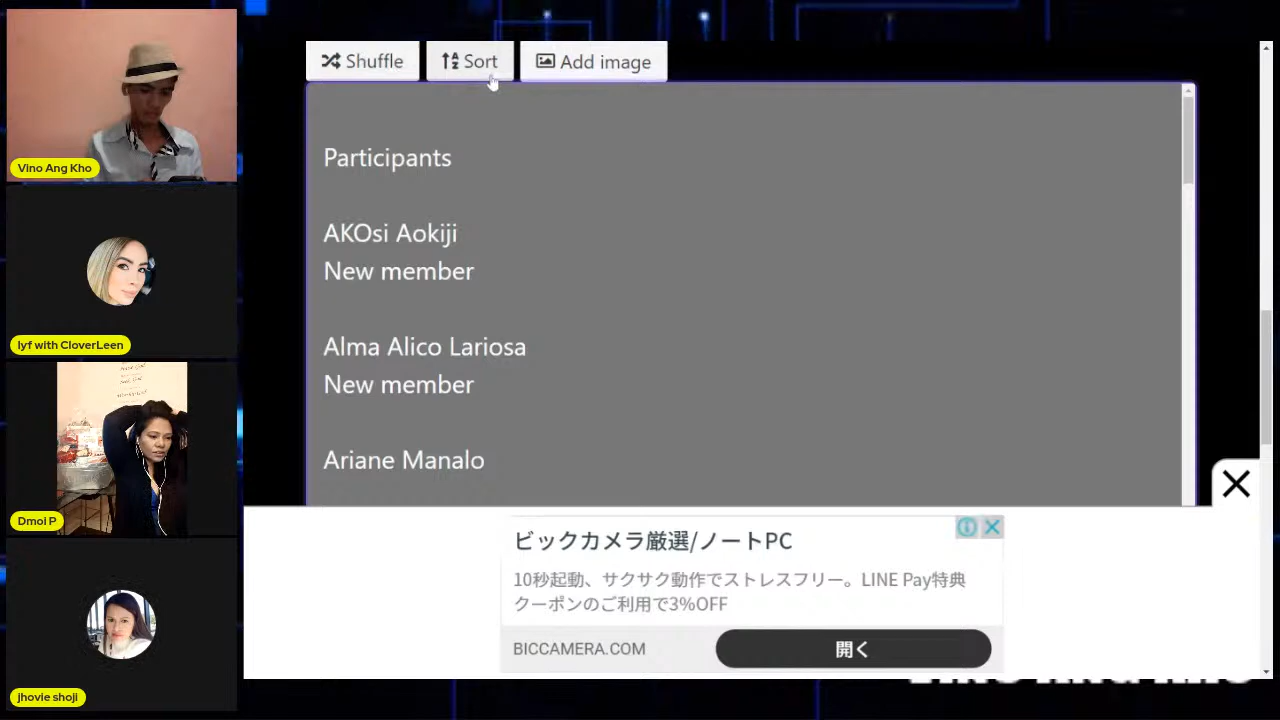 Shuffle
Sort
Add image
Participants
AKOsi Aokiji
New member
Alma Alico Lariosa
New member
Ariane Manalo
Vino Ang Kho
lyf with CloverLeen
Dmol P
jhovie shoji
ビックカメラ厳選/ノートPC
10秒起動、サクサク動作でストレスフリー。LINE Pay特典
クーポンのご利用で3%OFF
BICCAMERA.COM
開く